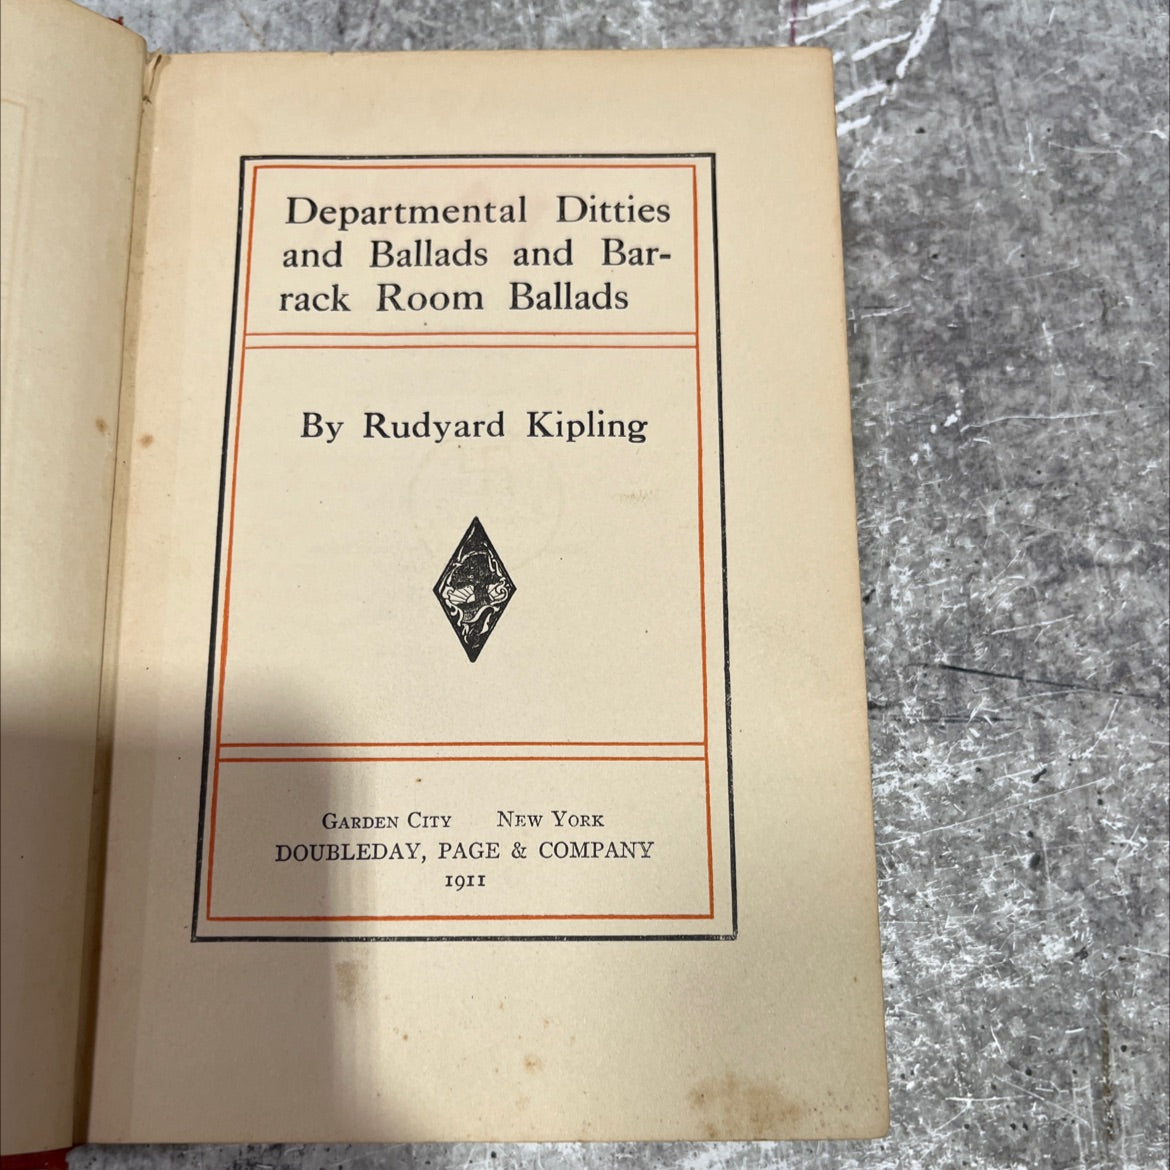 Departmental Ditties
and Ballads and Bar-
rack Room Ballads
By Rudyard Kipling
Garden City New York
DOUBLEDAY, PAGE & COMPANY
1911